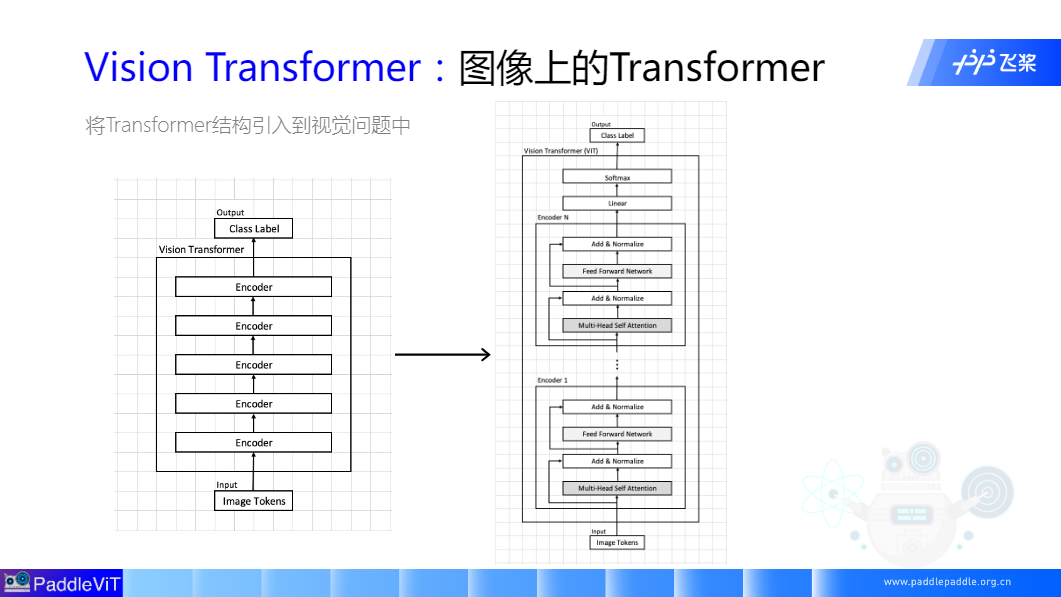 Vision Transformer：图像上的Transformer
飞桨
将Transformer结构引入到视觉问题中
Output
Class Label
Vision Transformer
Encoder
Encoder
Encoder
Encoder
Encoder
Input
Image Tokens
Output
Class Label
Vision Transformer (ViT)
Softmax
Linear
Encoder N
Add & Normalize
Feed Forward Network
Add & Normalize
Multi-Head Self Attention
Encoder 1
Add & Normalize
Feed Forward Network
Add & Normalize
Multi-Head Self Attention
Input
Image Tokens
PaddleViT
www.paddlepaddle.org.cn